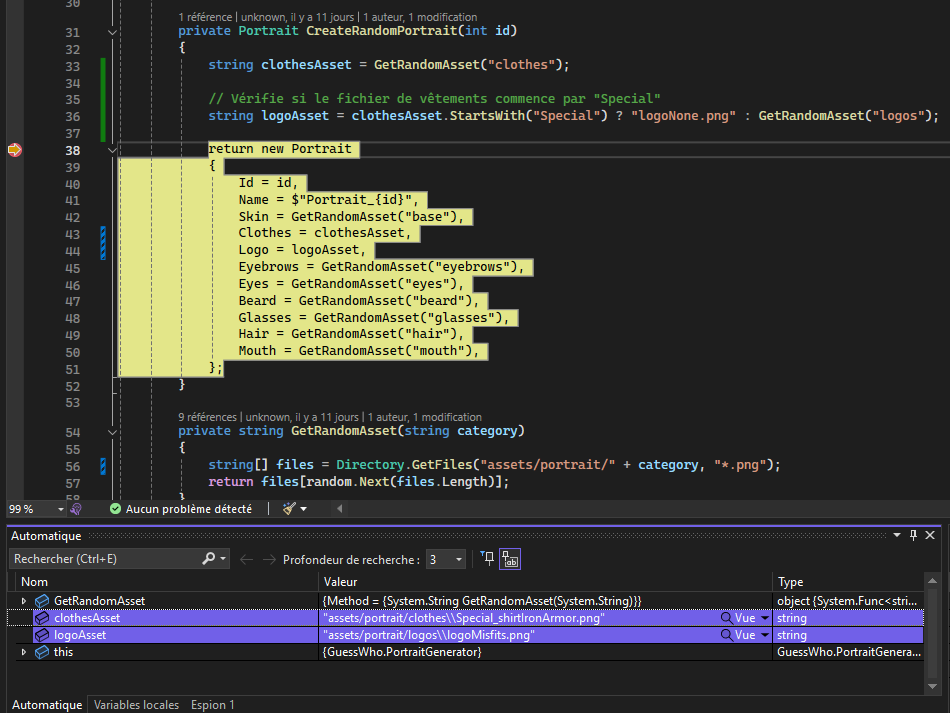 30
1 référence | unknown, il y a 11 jours | 1 auteur, 1 modification
31 private Portrait CreateRandomPortrait(int id)
32 {
33 string clothesAsset = GetRandomAsset("clothes");
34
35 // Vérifie si le fichier de vêtements commence par "Special"
36 string logoAsset = clothesAsset.StartsWith("Special") ? "logoNone.png" : GetRandomAsset("logos");
37
38 return new Portrait
39 {
40 Id = id,
41 Name = $"Portrait_{id}",
42 Skin = GetRandomAsset("base"),
43 Clothes = clothesAsset,
44 Logo = logoAsset,
45 Eyebrows = GetRandomAsset("eyebrows"),
46 Eyes = GetRandomAsset("eyes"),
47 Beard = GetRandomAsset("beard"),
48 Glasses = GetRandomAsset("glasses"),
49 Hair = GetRandomAsset("hair"),
50 Mouth = GetRandomAsset("mouth"),
51 };
52 }
53
9 références | unknown, il y a 11 jours | 1 auteur, 1 modification
54 private string GetRandomAsset(string category)
55 {
56 string[] files = Directory.GetFiles("assets/portrait/" + category, "*.png");
57 return files[random.Next(files.Length)];
58 }
99 % Aucun problème détecté
Automatique
Rechercher (Ctrl+E) Profondeur de recherche : 3
Nom Valeur Type
GetRandomAsset {Method = {System.String GetRandomAsset(System.String)}} object {System.Func<stri...
clothesAsset "assets/portrait/clothes\\Special_shirtIronArmor.png" Vue string
logoAsset "assets/portrait/logos\\logoMisfits.png" Vue string
this {GuessWho.PortraitGenerator} GuessWho.PortraitGenera...
Automatique Variables locales Espion 1